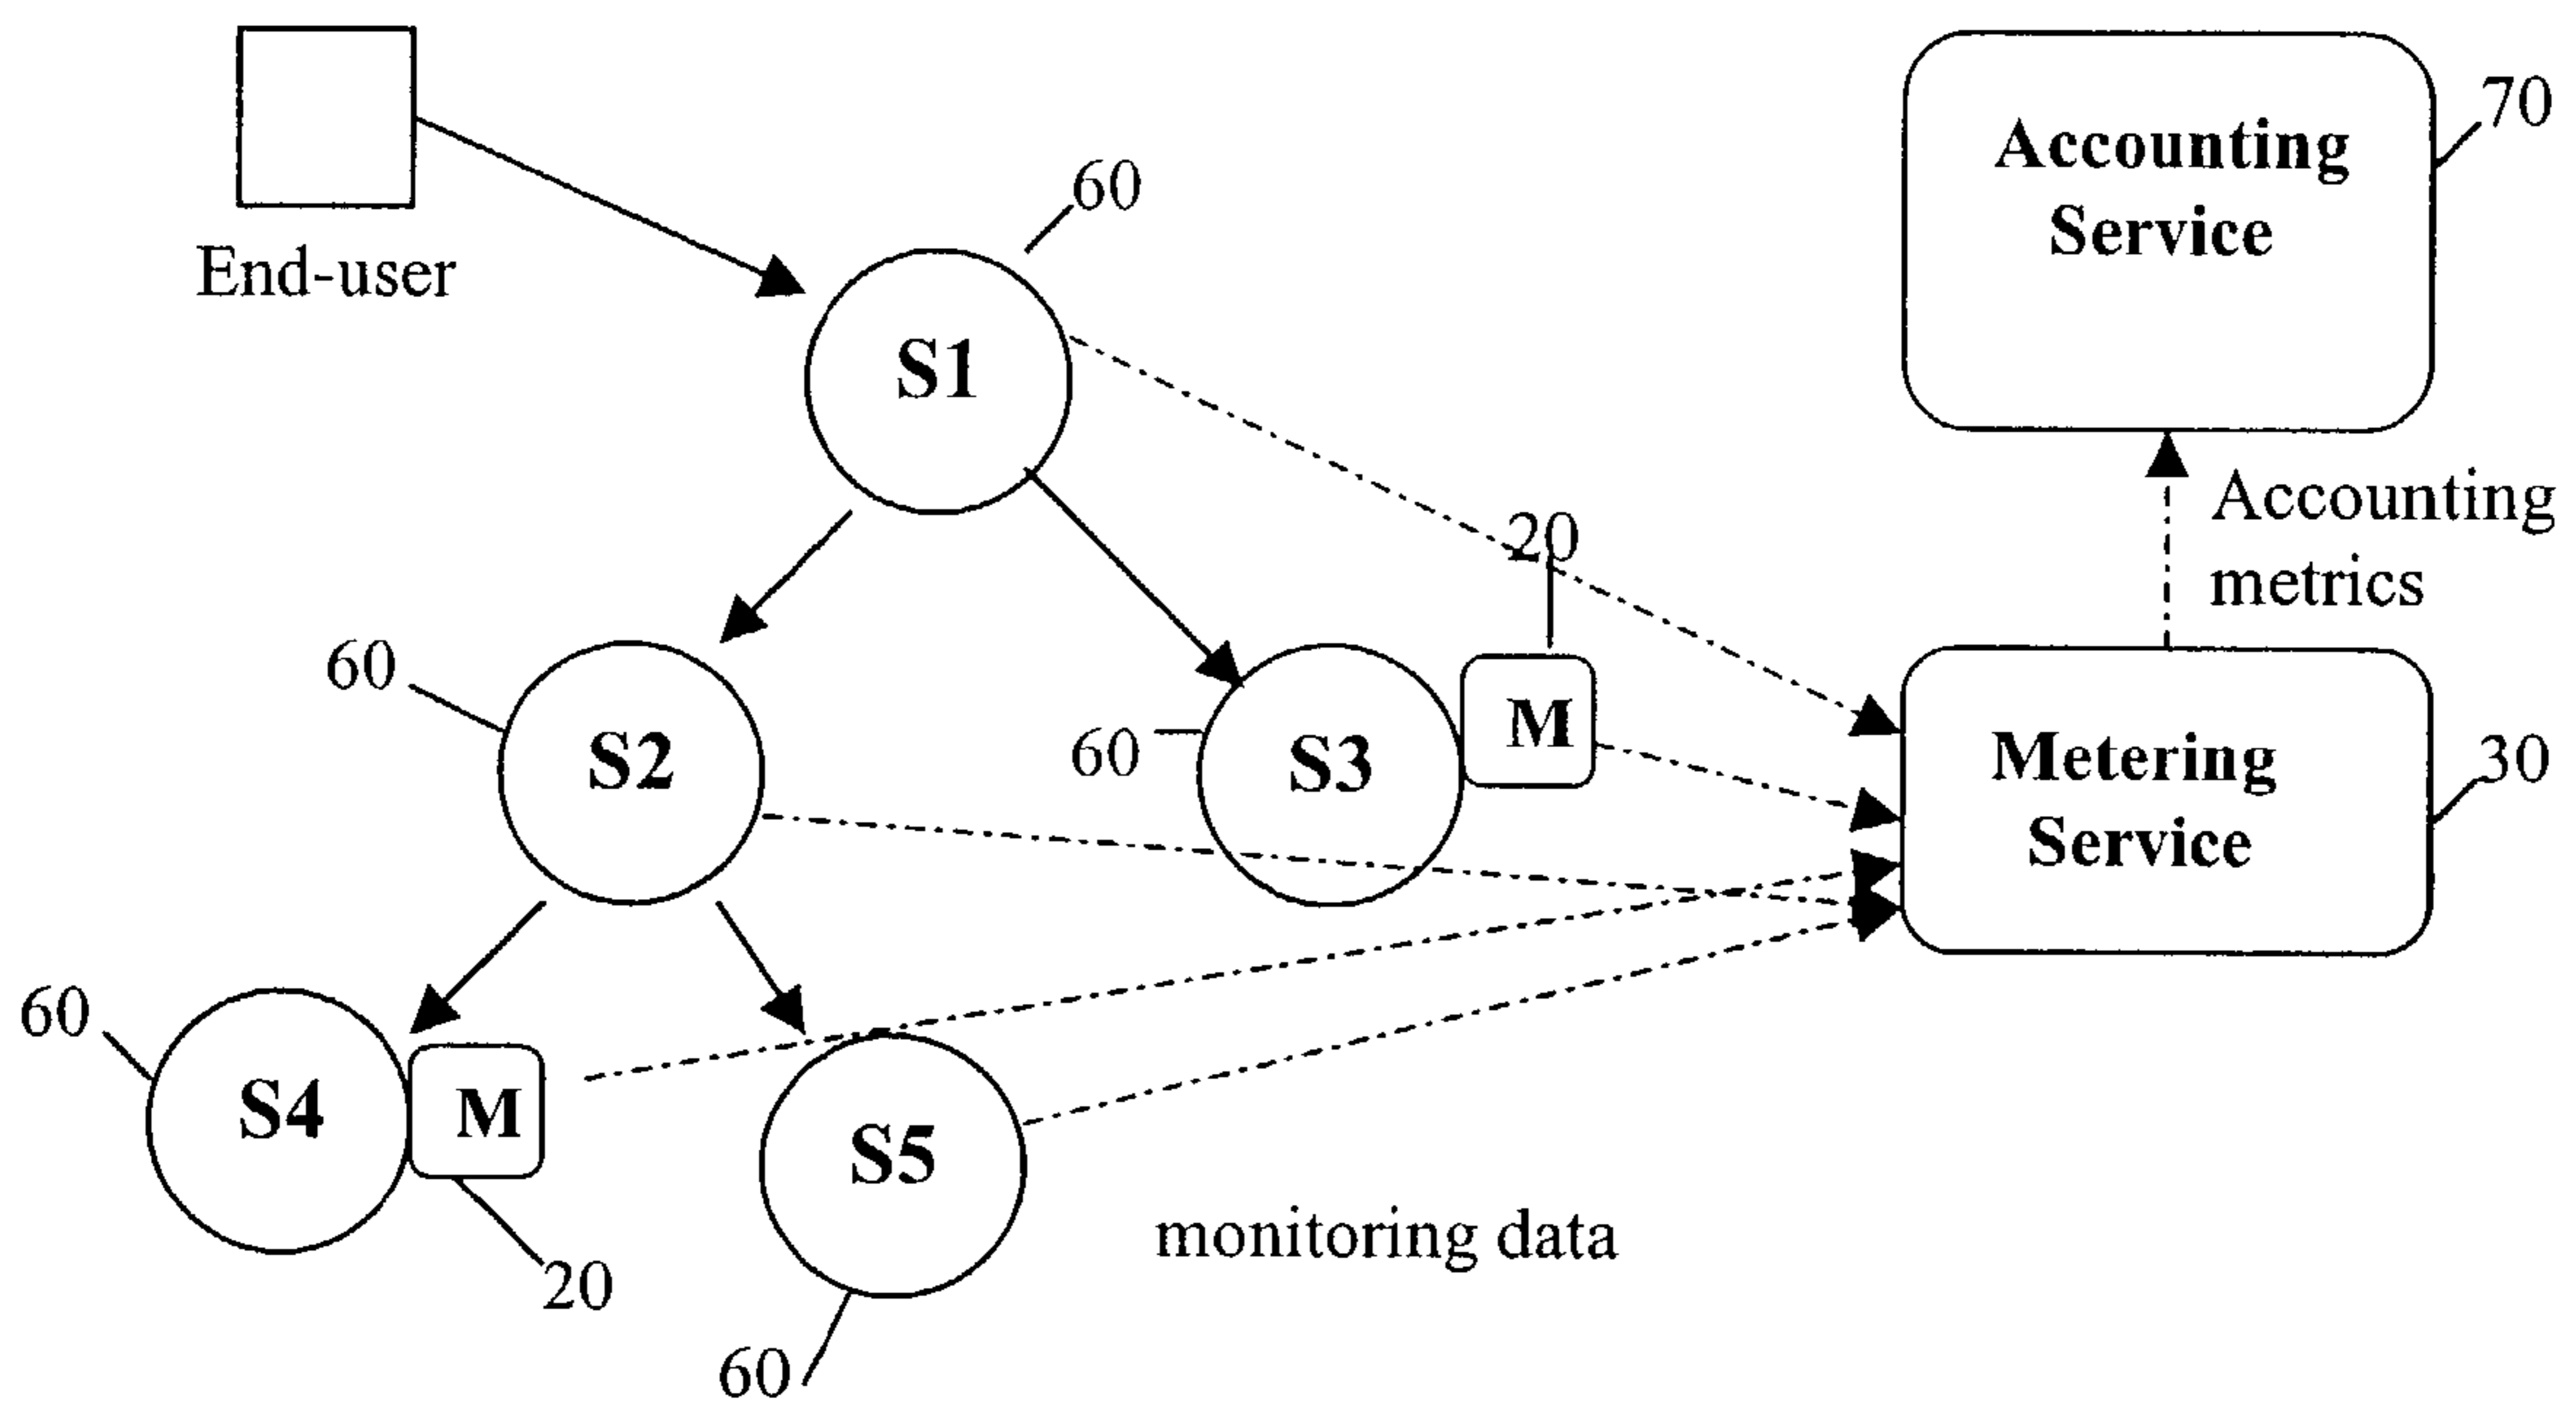 70
Accounting
Service
60
End-user
S1
Accounting
metrics
20
60
M
S2
60
S3
Metering
Service
30
60
S4
M
S5
monitoring data
20
60